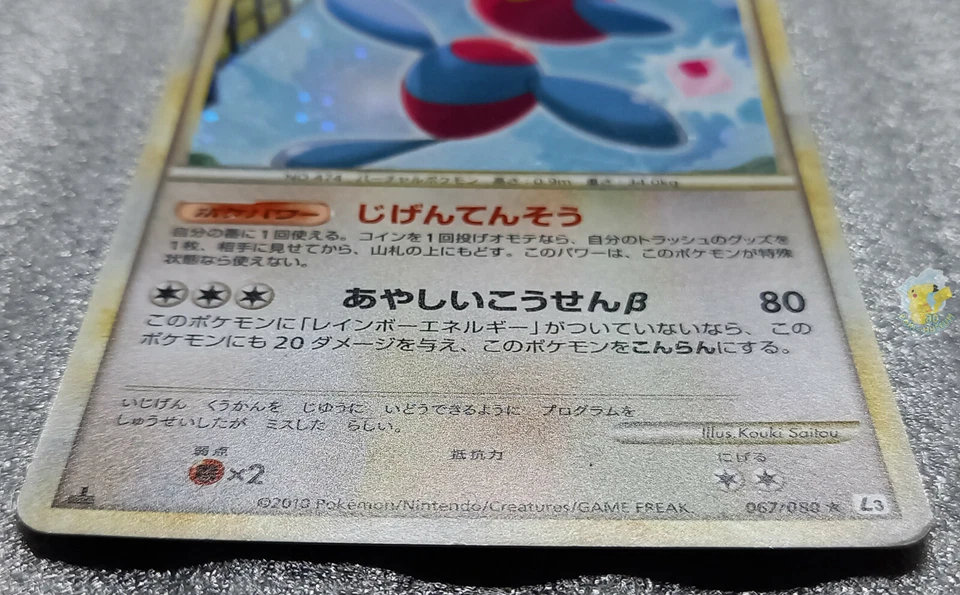 NO.474 バーチャルポケモン 高さ:0.9m 重さ:34.0kg
ポケパワー じげんてんそう
自分の番に1回使える。コインを1回投げオモテなら、自分のトラッシュのグッズを
1枚、相手に見せてから、山札の上にもどす。このパワーは、このポケモンが特殊
状態なら使えない。
あやしいこうせんβ 80
このポケモンに「レインボーエネルギー」がついていないなら、この
ポケモンにも20ダメージを与え、このポケモンをこんらんにする。
いじげん くうかんを じゆうに いどうできるように プログラムを
しゅうせいしたが ミスした らしい。
Illus.Kouki Saitou
弱点 抵抗力 にげる
×2
©2010 Pokémon/Nintendo/Creatures/GAME FREAK. 067/080 ★ L3